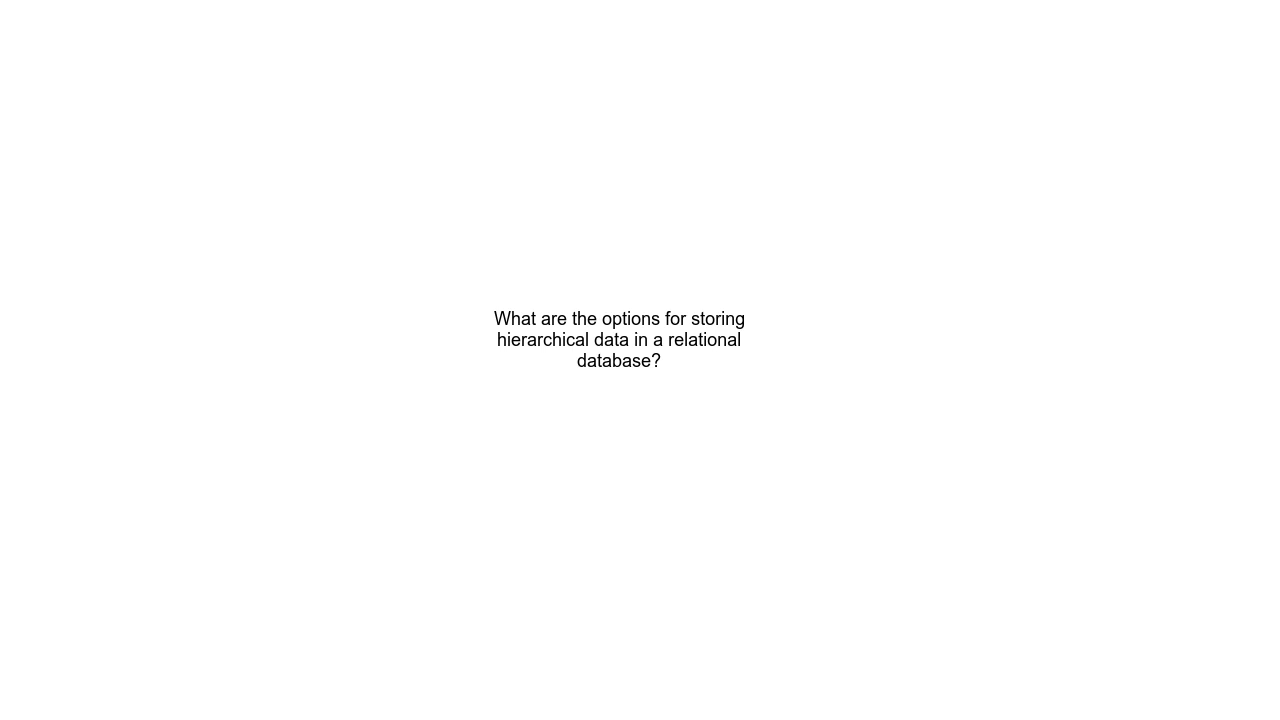 What are the options for storing
hierarchical data in a relational
database?